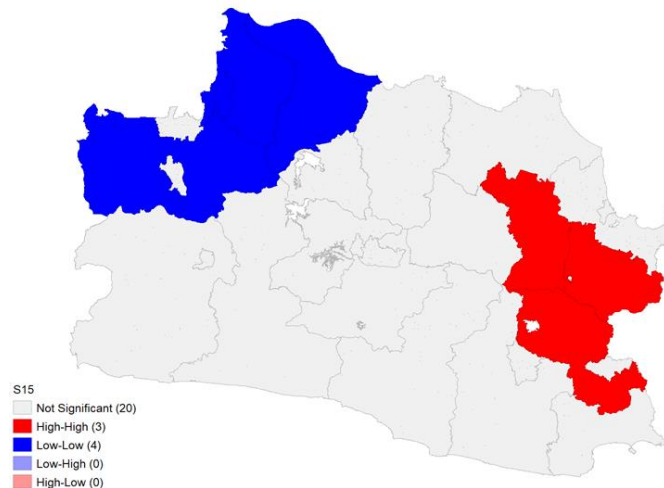 S15
Not Significant (20)
High-High (3)
Low-Low (4)
Low-High (0)
High-Low (0)